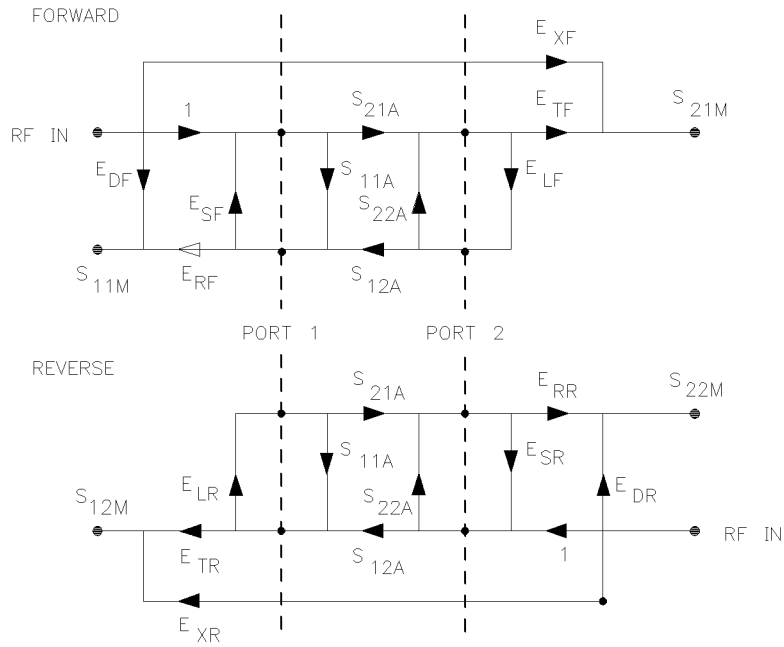 FORWARD
E XF
1
S 21A
E TF
S 21M
RF IN
E DF
E SF
S 11A
S 22A
E LF
S 11M
E RF
S 12A
PORT 1
PORT 2
REVERSE
S 21A
E RR
S 22M
S 11A
E SR
E LR
S 22A
E DR
S 12M
E TR
S 12A
1
RF IN
E XR